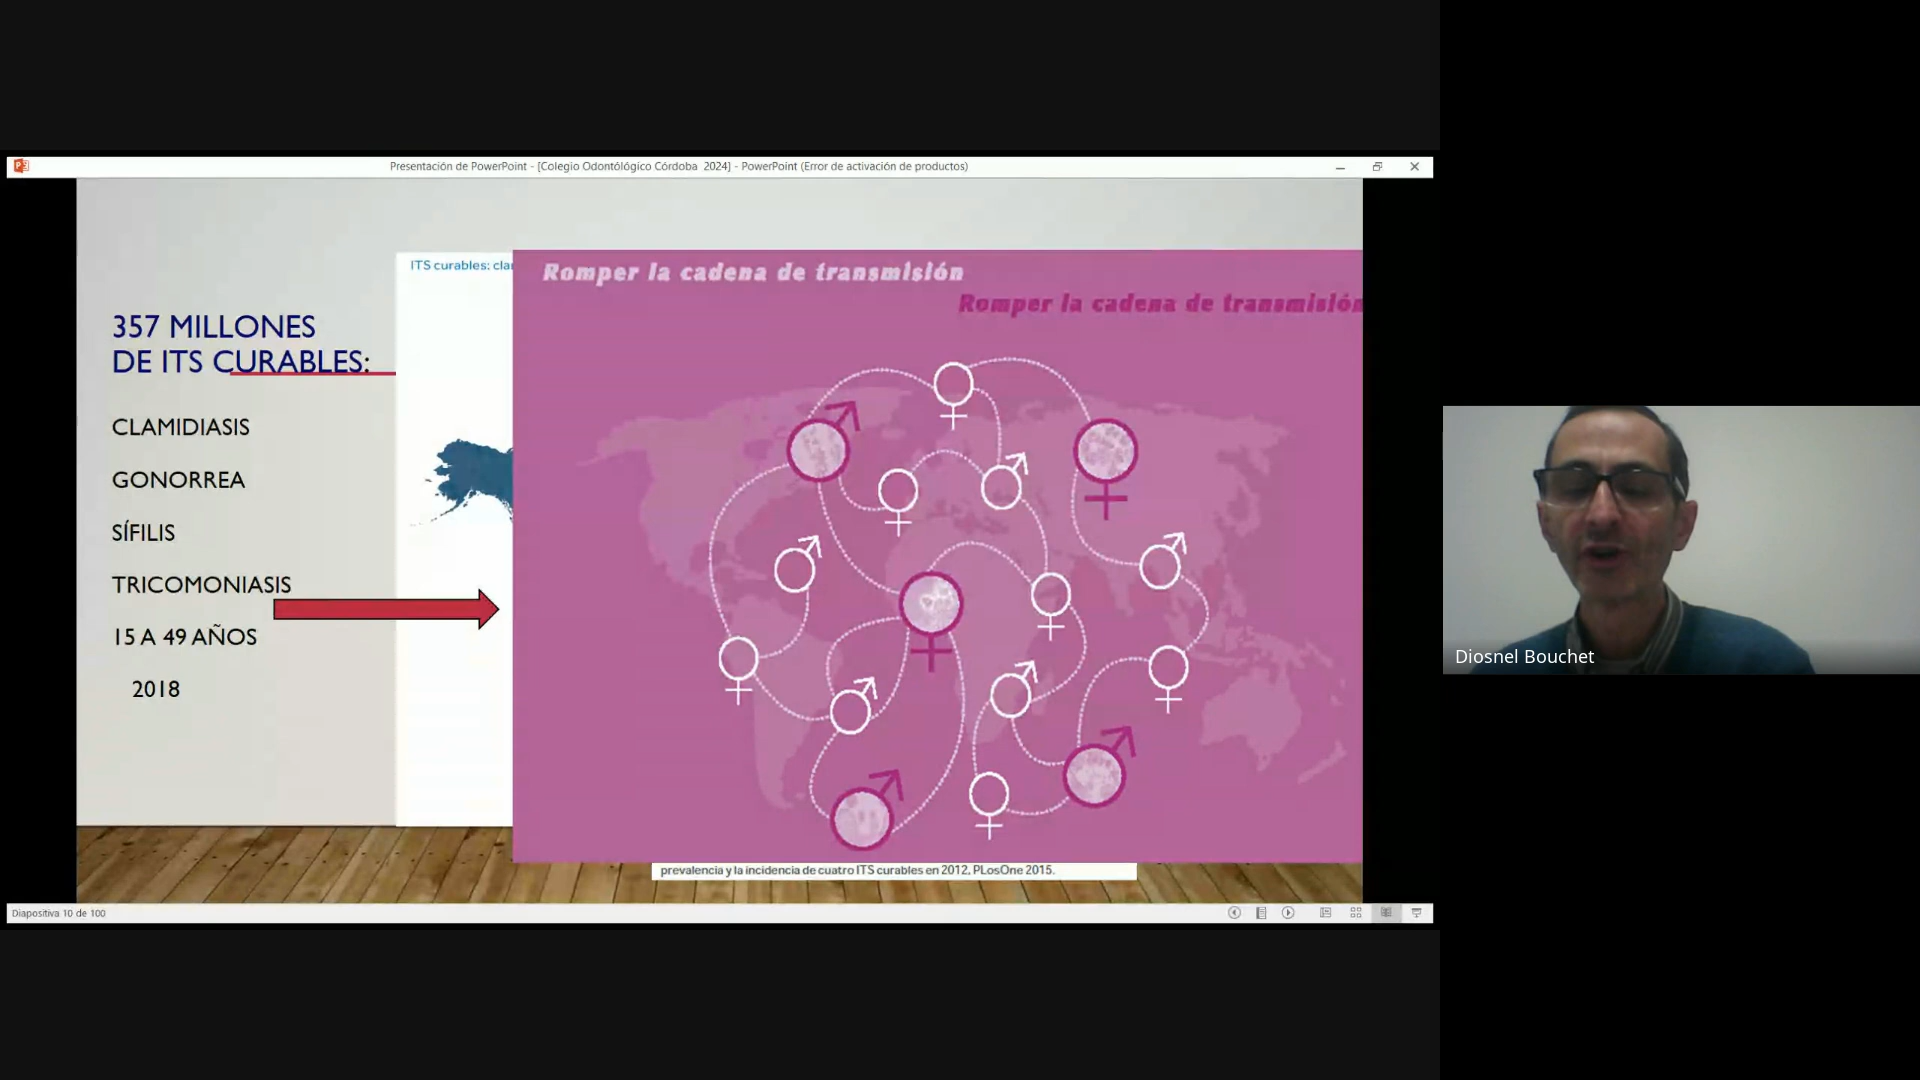 Presentación de PowerPoint - [Colegio Odontólógico Córdoba 2024] - PowerPoint (Error de activación de productos)
ITS curables: cla
Romper la cadena de transmisión
Romper la cadena de transmisión
357 MILLONES
DE ITS CURABLES:
CLAMIDIASIS
GONORREA
SÍFILIS
TRICOMONIASIS
15 A 49 AÑOS
2018
prevalencia y la incidencia de cuatro ITS curables en 2012, PLosOne 2015.
Diapositiva 10 de 100
Diosnel Bouchet